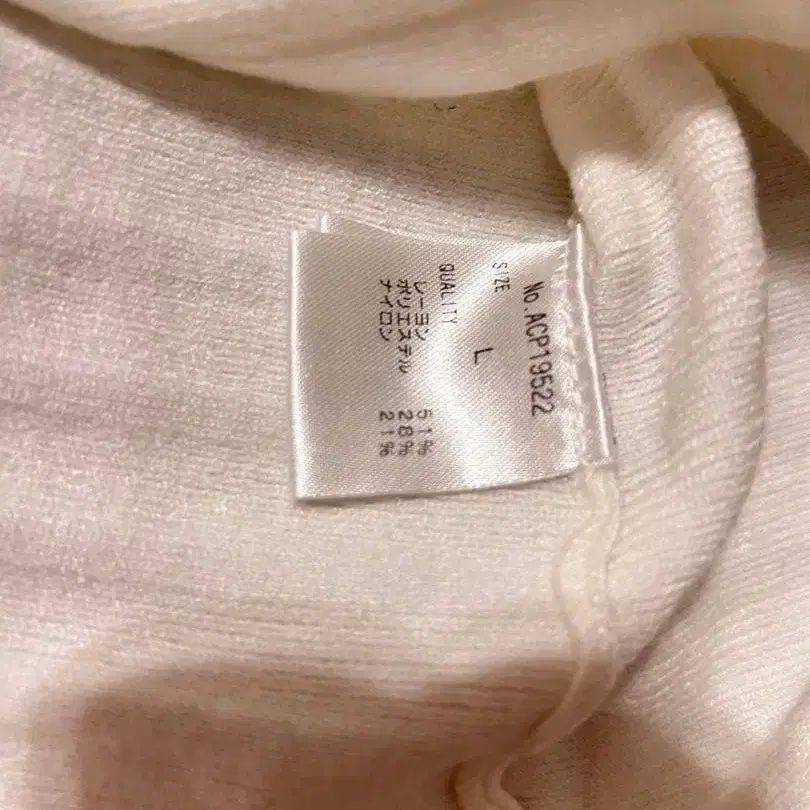 No.ACP19522
SIZE
L
QUALITY
レーヨン 51%
ポリエステル 28%
ナイロン 21%